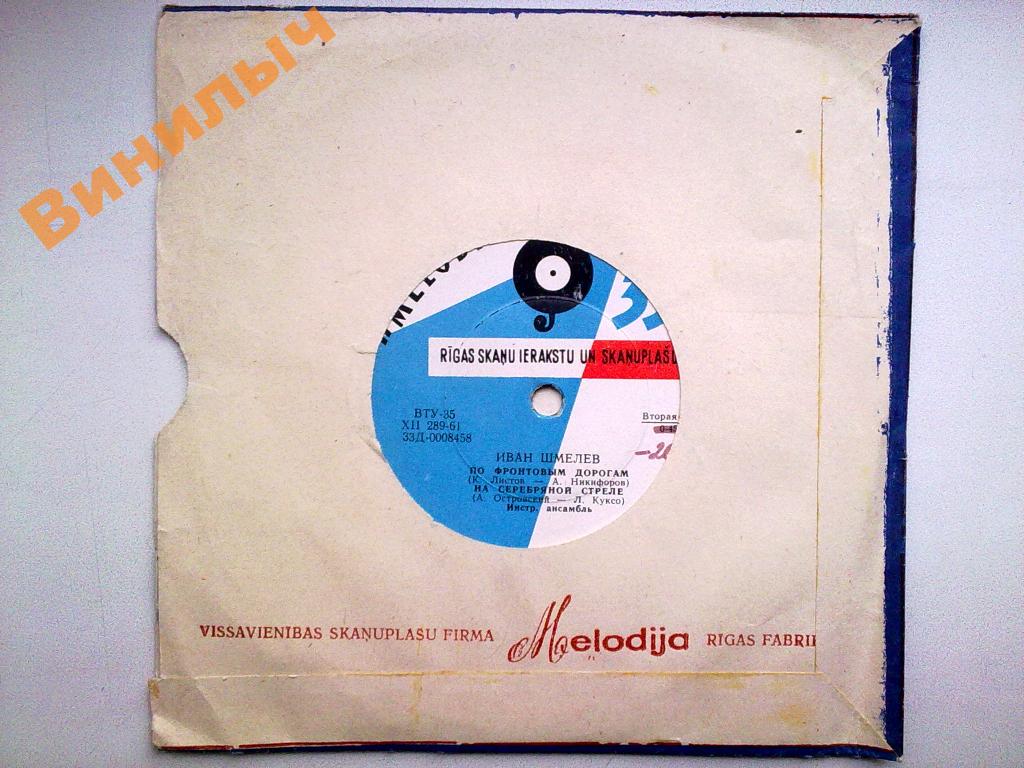 Винилыч
RĪGAS SKAŅU IERAKSTU UN SKAŅUPLAŠU
ВТУ-35
XII 289-61
33Д-0008458
Вторая
-20
ИВАН ШМЕЛЕВ
ПО ФРОНТОВЫМ ДОРОГАМ
(К. Листов — А. Никифоров)
НА СЕРЕБРЯНОЙ СТРЕЛЕ
(А. Островский — Л. Куксо)
Инстр. ансамбль
VISSAVIENĪBAS SKAŅUPLAŠU FIRMA Melodija RĪGAS FABRI